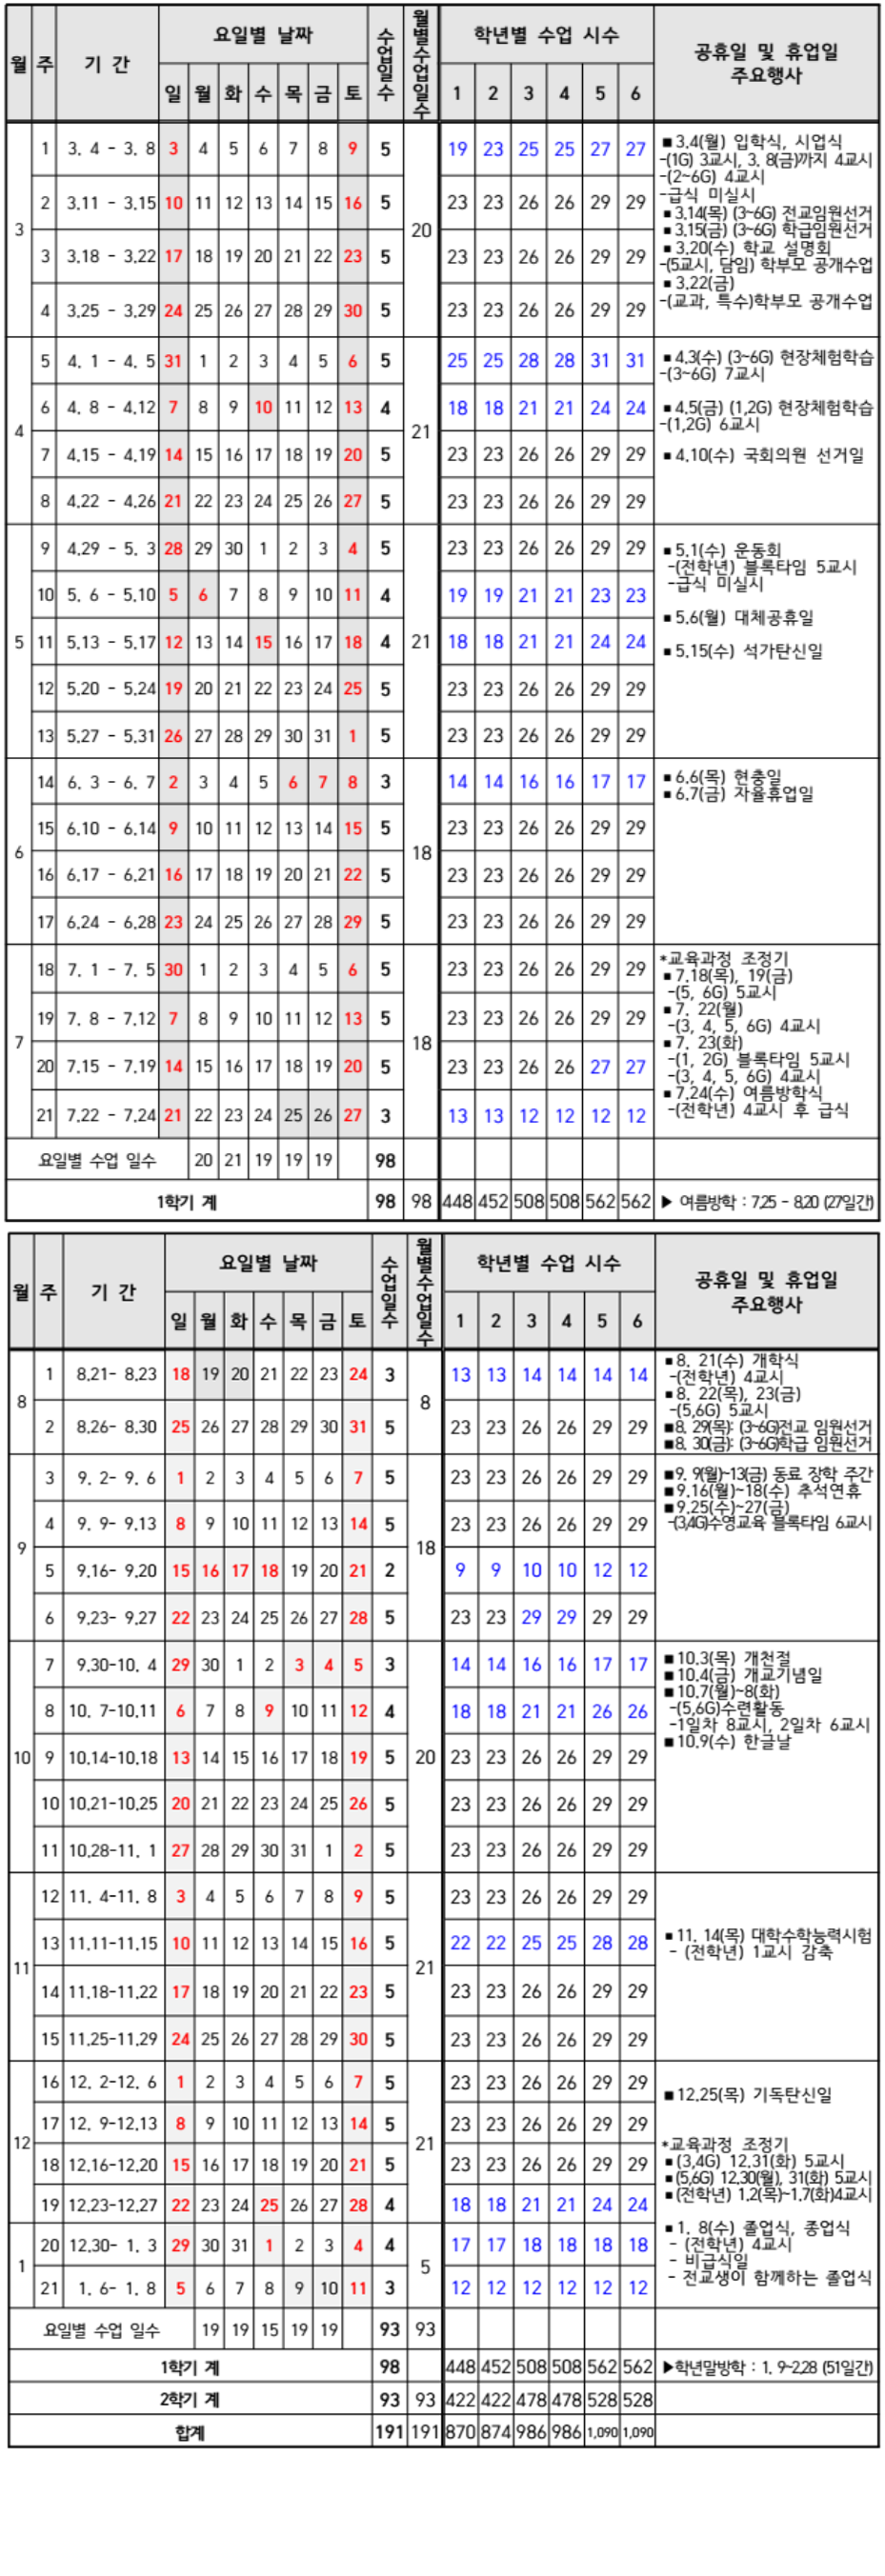 월 주 기 간 요일별 날짜 수업일수 월별수업일수 학년별 수업 시수 공휴일 및 휴업일
주요행사
일 월 화 수 목 금 토 1 2 3 4 5 6
3
1 3. 4 - 3. 8 3 4 5 6 7 8 9 5 19 23 25 25 27 27
2 3.11 - 3.15 10 11 12 13 14 15 16 5 23 23 26 26 29 29
3 3.18 - 3.22 17 18 19 20 21 22 23 5 23 23 26 26 29 29
4 3.25 - 3.29 24 25 26 27 28 29 30 5 23 23 26 26 29 29
20
■ 3.4(월) 입학식, 시업식
-(1G) 3교시, 3. 8(금)까지 4교시
-(2~6G) 4교시
-급식 미실시
■ 3.14(목) (3~6G) 전교임원선거
■ 3.15(금) (3~6G) 학급임원선거
■ 3.20(수) 학교 설명회
-(5교시, 담임) 학부모 공개수업
■ 3.22(금)
-(교과, 특수)학부모 공개수업
4
5 4. 1 - 4. 5 31 1 2 3 4 5 6 5 25 25 28 28 31 31
6 4. 8 - 4.12 7 8 9 10 11 12 13 4 18 18 21 21 24 24
7 4.15 - 4.19 14 15 16 17 18 19 20 5 23 23 26 26 29 29
8 4.22 - 4.26 21 22 23 24 25 26 27 5 23 23 26 26 29 29
21
■ 4.3(수) (3~6G) 현장체험학습
-(3~6G) 7교시
■ 4.5(금) (1,2G) 현장체험학습
-(1,2G) 6교시
■ 4.10(수) 국회의원 선거일
5
9 4.29 - 5. 3 28 29 30 1 2 3 4 5 23 23 26 26 29 29
10 5. 6 - 5.10 5 6 7 8 9 10 11 4 19 19 21 21 23 23
11 5.13 - 5.17 12 13 14 15 16 17 18 4 18 18 21 21 24 24
12 5.20 - 5.24 19 20 21 22 23 24 25 5 23 23 26 26 29 29
13 5.27 - 5.31 26 27 28 29 30 31 1 5 23 23 26 26 29 29
21
■ 5.1(수) 운동회
-(전학년) 블록타임 5교시
-급식 미실시
■ 5.6(월) 대체공휴일
■ 5.15(수) 석가탄신일
6
14 6. 3 - 6. 7 2 3 4 5 6 7 8 3 14 14 16 16 17 17
15 6.10 - 6.14 9 10 11 12 13 14 15 5 23 23 26 26 29 29
16 6.17 - 6.21 16 17 18 19 20 21 22 5 23 23 26 26 29 29
17 6.24 - 6.28 23 24 25 26 27 28 29 5 23 23 26 26 29 29
18
■ 6.6(목) 현충일
■ 6.7(금) 자율휴업일
7
18 7. 1 - 7. 5 30 1 2 3 4 5 6 5 23 23 26 26 29 29
19 7. 8 - 7.12 7 8 9 10 11 12 13 5 23 23 26 26 29 29
20 7.15 - 7.19 14 15 16 17 18 19 20 5 23 23 26 26 27 27
21 7.22 - 7.24 21 22 23 24 25 26 27 3 13 13 12 12 12 12
18
*교육과정 조정기
■ 7.18(목), 19(금)
-(5, 6G) 5교시
■ 7. 22(월)
-(3, 4, 5, 6G) 4교시
■ 7. 23(화)
-(1, 2G) 블록타임 5교시
-(3, 4, 5, 6G) 4교시
■ 7.24(수) 여름방학식
-(전학년) 4교시 후 급식
요일별 수업 일수 20 21 19 19 19 98
1학기 계 98 98 448 452 508 508 562 562 ▶ 여름방학 : 7.25 - 8.20 (27일간)
월 주 기 간 요일별 날짜 수업일수 월별수업일수 학년별 수업 시수 공휴일 및 휴업일
주요행사
일 월 화 수 목 금 토 1 2 3 4 5 6
8
1 8.21- 8.23 18 19 20 21 22 23 24 3 13 13 14 14 14 14
2 8.26- 8.30 25 26 27 28 29 30 31 5 23 23 26 26 29 29
8
■ 8. 21(수) 개학식
-(전학년) 4교시
■ 8. 22(목), 23(금)
-(5,6G) 5교시
■8. 29(목): (3~6G)전교 임원선거
■8. 30(금): (3~6G)학급 임원선거
9
3 9. 2- 9. 6 1 2 3 4 5 6 7 5 23 23 26 26 29 29
4 9. 9- 9.13 8 9 10 11 12 13 14 5 23 23 26 26 29 29
5 9.16- 9.20 15 16 17 18 19 20 21 2 9 9 10 10 12 12
6 9.23- 9.27 22 23 24 25 26 27 28 5 23 23 29 29 29 29
18
■9. 9(월)~13(금) 동료 장학 주간
■9.16(월)~18(수) 추석연휴
■9.25(수)~27(금)
-(3,4G)수영교육 블록타임 6교시
10
7 9.30-10. 4 29 30 1 2 3 4 5 3 14 14 16 16 17 17
8 10. 7-10.11 6 7 8 9 10 11 12 4 18 18 21 21 26 26
9 10.14-10.18 13 14 15 16 17 18 19 5 23 23 26 26 29 29
10 10.21-10.25 20 21 22 23 24 25 26 5 23 23 26 26 29 29
11 10.28-11. 1 27 28 29 30 31 1 2 5 23 23 26 26 29 29
20
■ 10.3(목) 개천절
■ 10.4(금) 개교기념일
■ 10.7(월)~8(화)
-(5,6G)수련활동
-1일차 8교시, 2일차 6교시
■ 10.9(수) 한글날
11
12 11. 4-11. 8 3 4 5 6 7 8 9 5 23 23 26 26 29 29
13 11.11-11.15 10 11 12 13 14 15 16 5 22 22 25 25 28 28
14 11.18-11.22 17 18 19 20 21 22 23 5 23 23 26 26 29 29
15 11.25-11.29 24 25 26 27 28 29 30 5 23 23 26 26 29 29
21
■ 11. 14(목) 대학수학능력시험
- (전학년) 1교시 감축
12
16 12. 2-12. 6 1 2 3 4 5 6 7 5 23 23 26 26 29 29
17 12. 9-12.13 8 9 10 11 12 13 14 5 23 23 26 26 29 29
18 12.16-12.20 15 16 17 18 19 20 21 5 23 23 26 26 29 29
19 12.23-12.27 22 23 24 25 26 27 28 4 18 18 21 21 24 24
21
■ 12.25(목) 기독탄신일
*교육과정 조정기
■ (3,4G) 12.31(화) 5교시
■ (5,6G) 12.30(월), 31(화) 5교시
■ (전학년) 1.2(목)~1.7(화)4교시
1
20 12.30- 1. 3 29 30 31 1 2 3 4 4 17 17 18 18 18 18
21 1. 6- 1. 8 5 6 7 8 9 10 11 3 12 12 12 12 12 12
5
■ 1. 8(수) 졸업식, 종업식
- (전학년) 4교시
- 비급식일
- 전교생이 함께하는 졸업식
요일별 수업 일수 19 19 15 19 19 93 93
1학기 계 98 448 452 508 508 562 562 ▶학년말방학 : 1. 9~2.28 (51일간)
2학기 계 93 93 422 422 478 478 528 528
합계 191 191 870 874 986 986 1,090 1,090